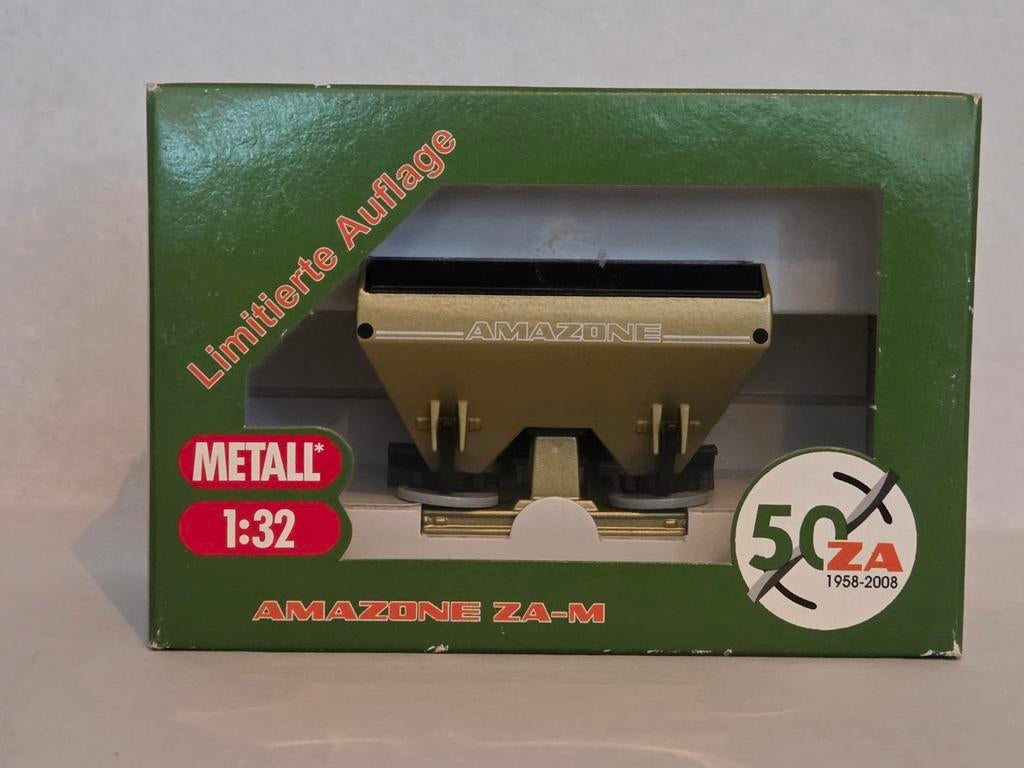 Limitierte Auflage
AMAZONE
METALL*
1:32
50 ZA
1958-2008
AMAZONE ZA-M